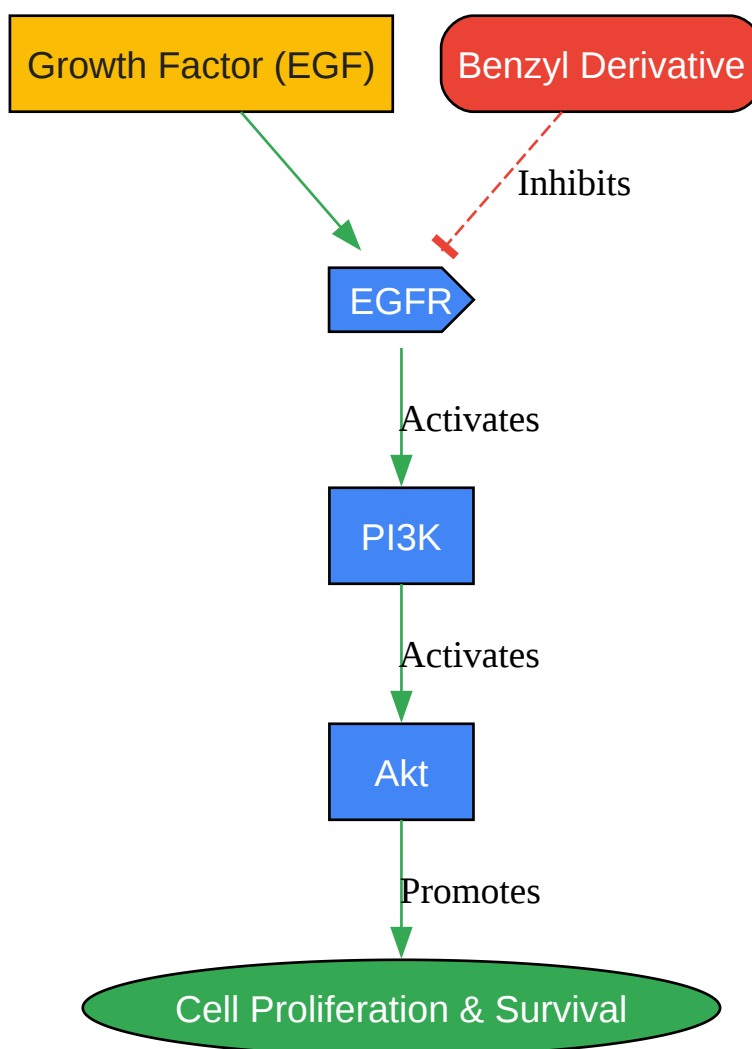 Growth Factor (EGF)
Benzyl Derivative
Inhibits
EGFR
Activates
PI3K
Activates
Akt
Promotes
Cell Proliferation & Survival